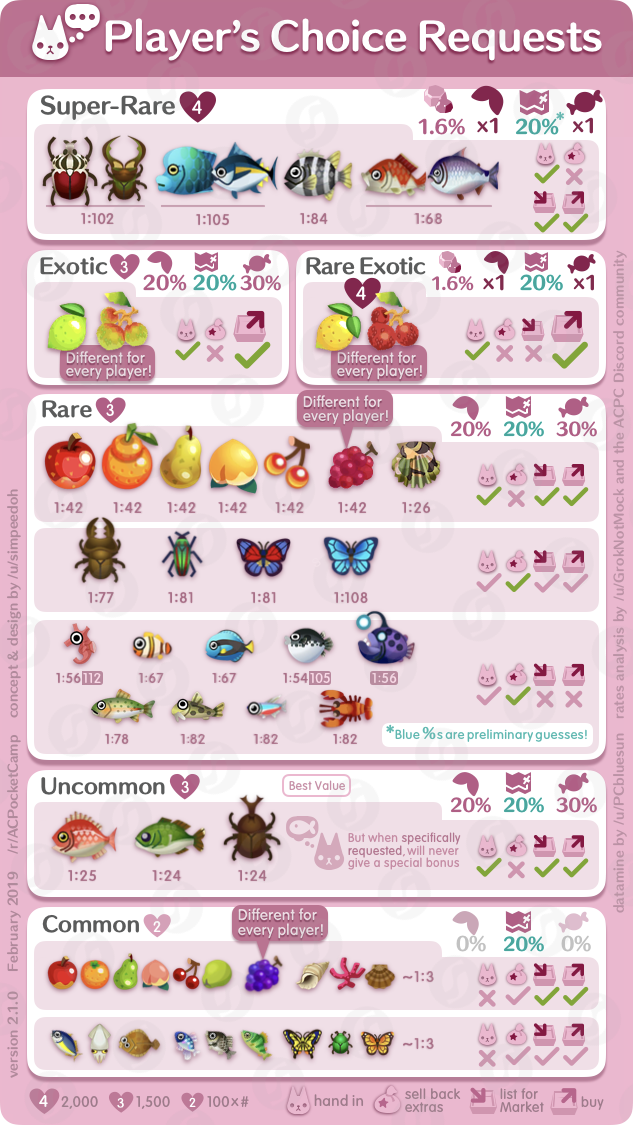 Player's Choice Requests
Super-Rare 4
1.6% x1 20%* x1
1:102 1:105 1:84 1:68
Exotic 3
20% 20% 30%
Different for
every player!
Rare Exotic
4
1.6% x1 20% x1
Different for
every player!
Rare 3
Different for
every player!
20% 20% 30%
1:42 1:42 1:42 1:42 1:42 1:42 1:26
1:77 1:81 1:81 1:108
1:56 112 1:67 1:67 1:54 105 1:56
1:78 1:82 1:82 1:82
*Blue %s are preliminary guesses!
Uncommon 3
Best Value
20% 20% 30%
But when specifically
requested, will never
give a special bonus
1:25 1:24 1:24
Common 2
Different for
every player!
0% 20% 0%
~1:3
~1:3
4 2,000 3 1,500 2 100x#
hand in
sell back
extras
list for
Market
buy
version 2.1.0 February 2019 /r/ACPocketCamp concept & design by /u/simpeedoh
datamine by /u/PCbluesun rates analysis by /u/GrokNotMock and the ACPC Discord community